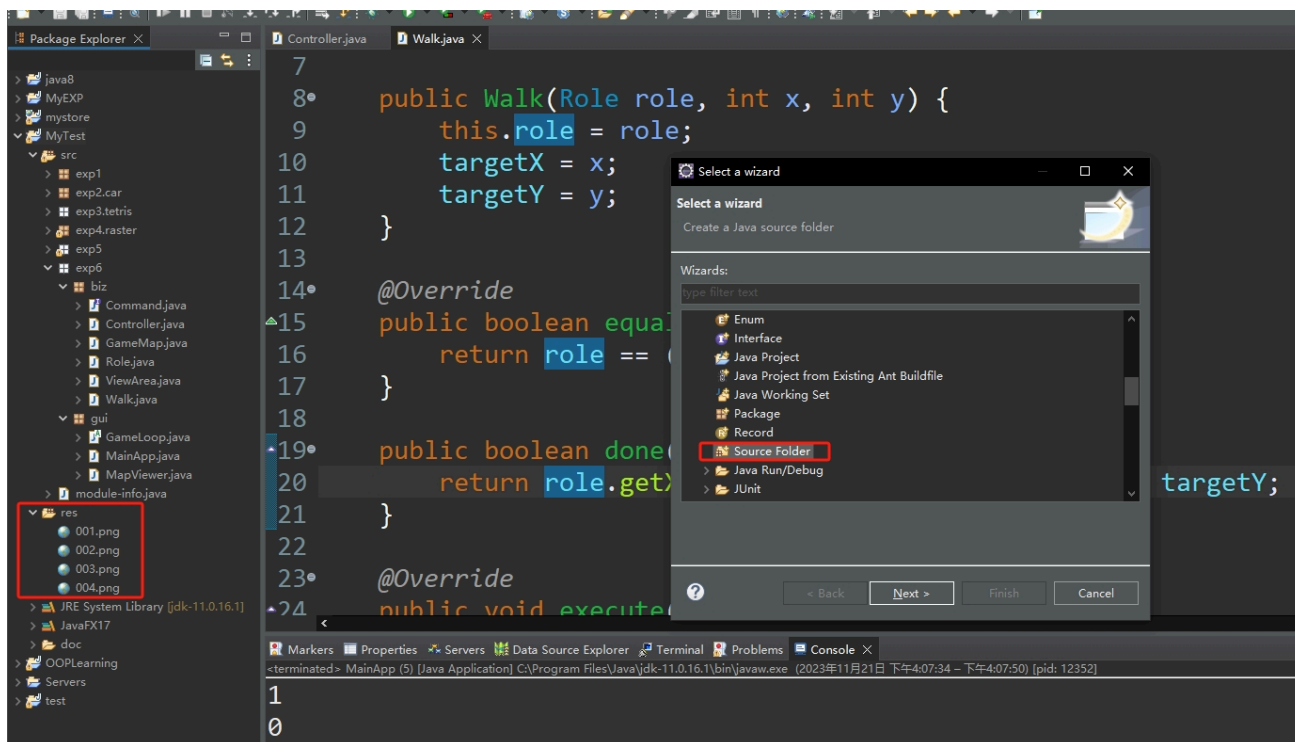 Package Explorer
java8
MyEXP
mystore
MyTest
src
exp1
exp2.car
exp3.tetris
exp4.raster
exp5
exp6
biz
Command.java
Controller.java
GameMap.java
Role.java
ViewArea.java
Walk.java
gui
GameLoop.java
MainApp.java
MapViewer.java
module-info.java
res
001.png
002.png
003.png
004.png
JRE System Library [jdk-11.0.16.1]
JavaFX17
doc
OOPLearning
Servers
test
Controller.java Walk.java
7
8 public Walk(Role role, int x, int y) {
9 this.role = role;
10 targetX = x;
11 targetY = y;
12 }
13
14 @Override
15 public boolean equal
16 return role ==
17 }
18
19 public boolean done(
20 return role.getX targetY;
21 }
22
23 @Override
24 public void execute(
Select a wizard
Select a wizard
Create a Java source folder
Wizards:
type filter text
Enum
Interface
Java Project
Java Project from Existing Ant Buildfile
Java Working Set
Package
Record
Source Folder
Java Run/Debug
JUnit
? < Back Next > Finish Cancel
Markers Properties Servers Data Source Explorer Terminal Problems Console
<terminated> MainApp (5) [Java Application] C:\Program Files\Java\jdk-11.0.16.1\bin\javaw.exe (2023年11月21日 下午4:07:34 – 下午4:07:50) [pid: 12352]
1
0